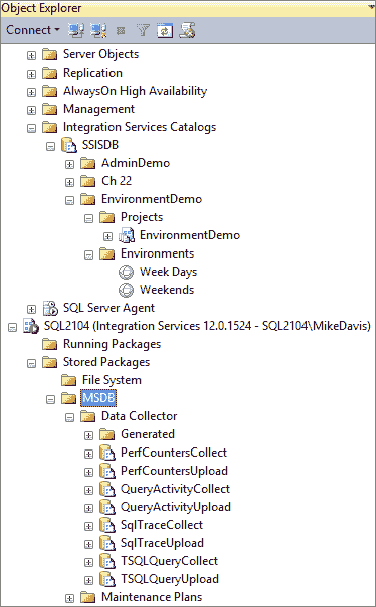 Object Explorer
Connect
Server Objects
Replication
AlwaysOn High Availability
Management
Integration Services Catalogs
SSISDB
AdminDemo
Ch 22
EnvironmentDemo
Projects
EnvironmentDemo
Environments
Week Days
Weekends
SQL Server Agent
SQL2104 (Integration Services 12.0.1524 - SQL2104\MikeDavis)
Running Packages
Stored Packages
File System
MSDB
Data Collector
Generated
PerfCountersCollect
PerfCountersUpload
QueryActivityCollect
QueryActivityUpload
SqlTraceCollect
SqlTraceUpload
TSQLQueryCollect
TSQLQueryUpload
Maintenance Plans